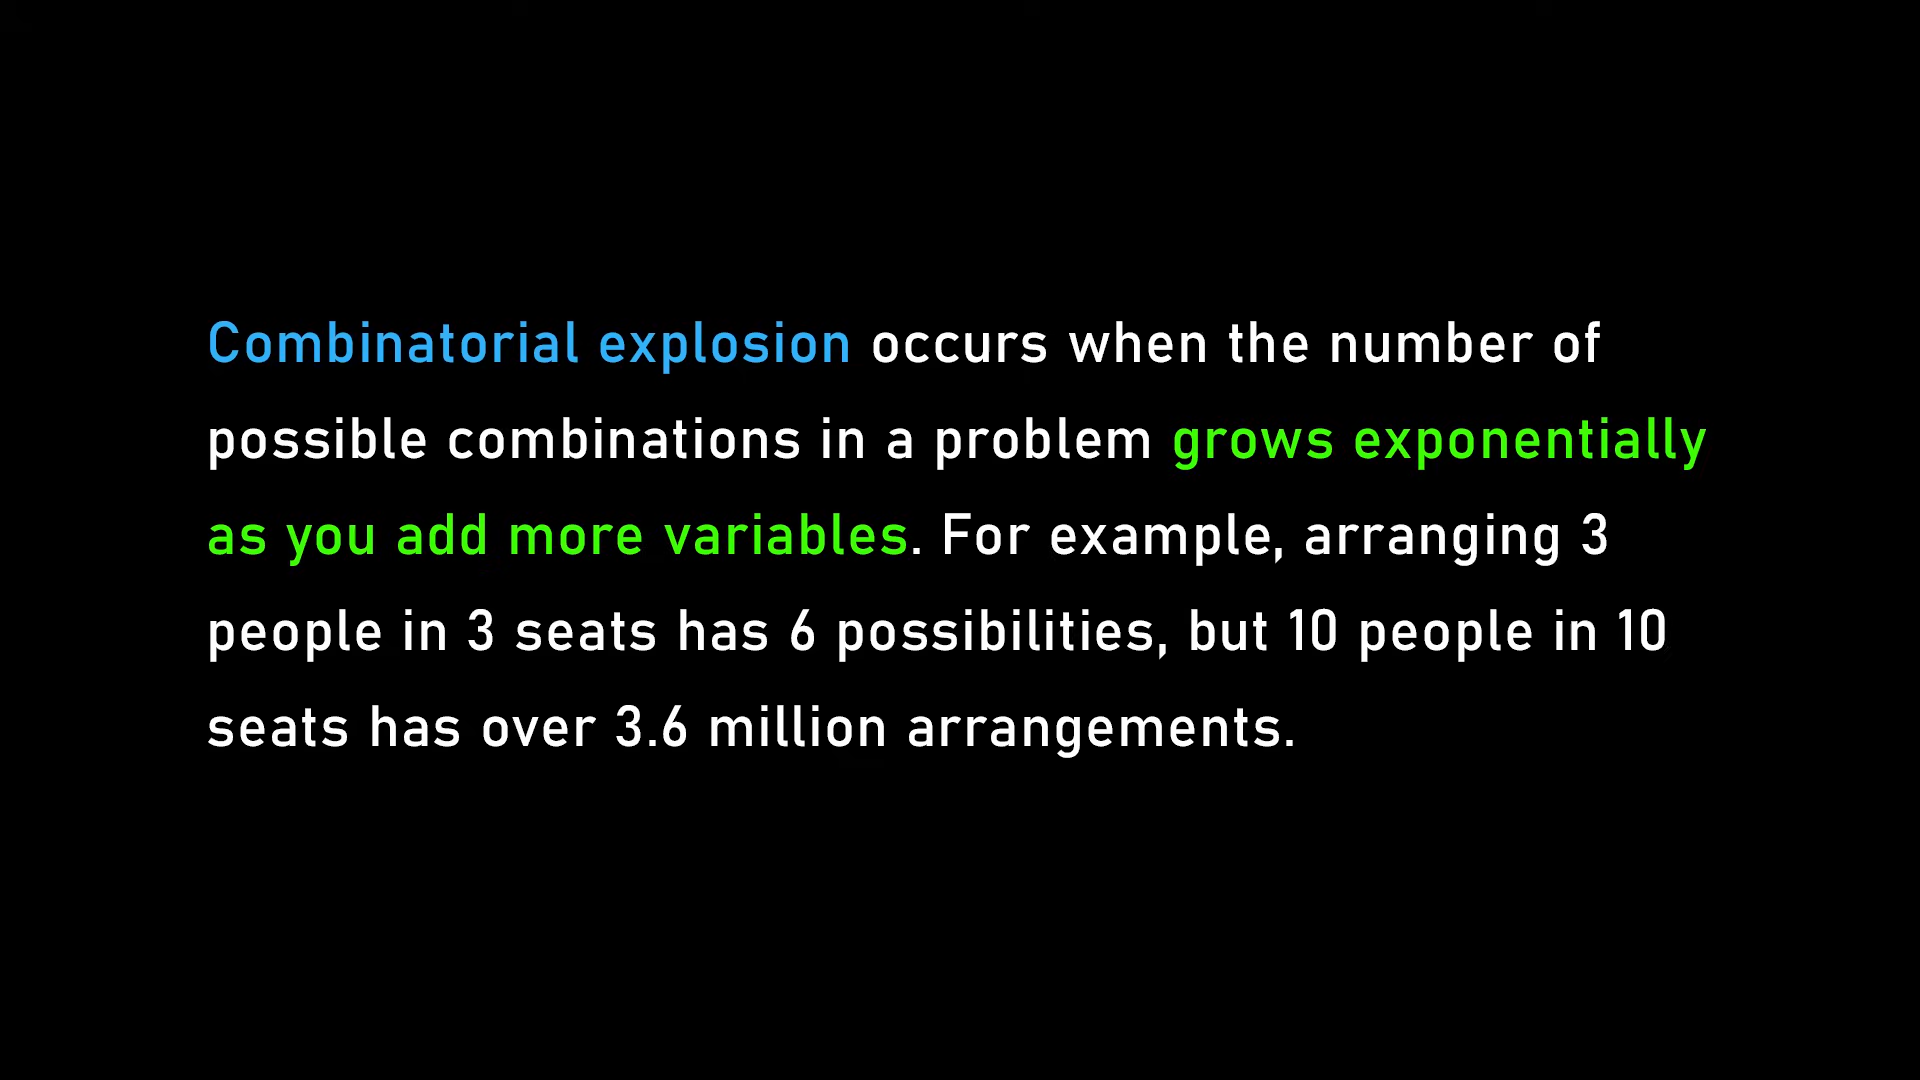 Combinatorial explosion occurs when the number of
possible combinations in a problem grows exponentially
as you add more variables. For example, arranging 3
people in 3 seats has 6 possibilities, but 10 people in 10
seats has over 3.6 million arrangements.